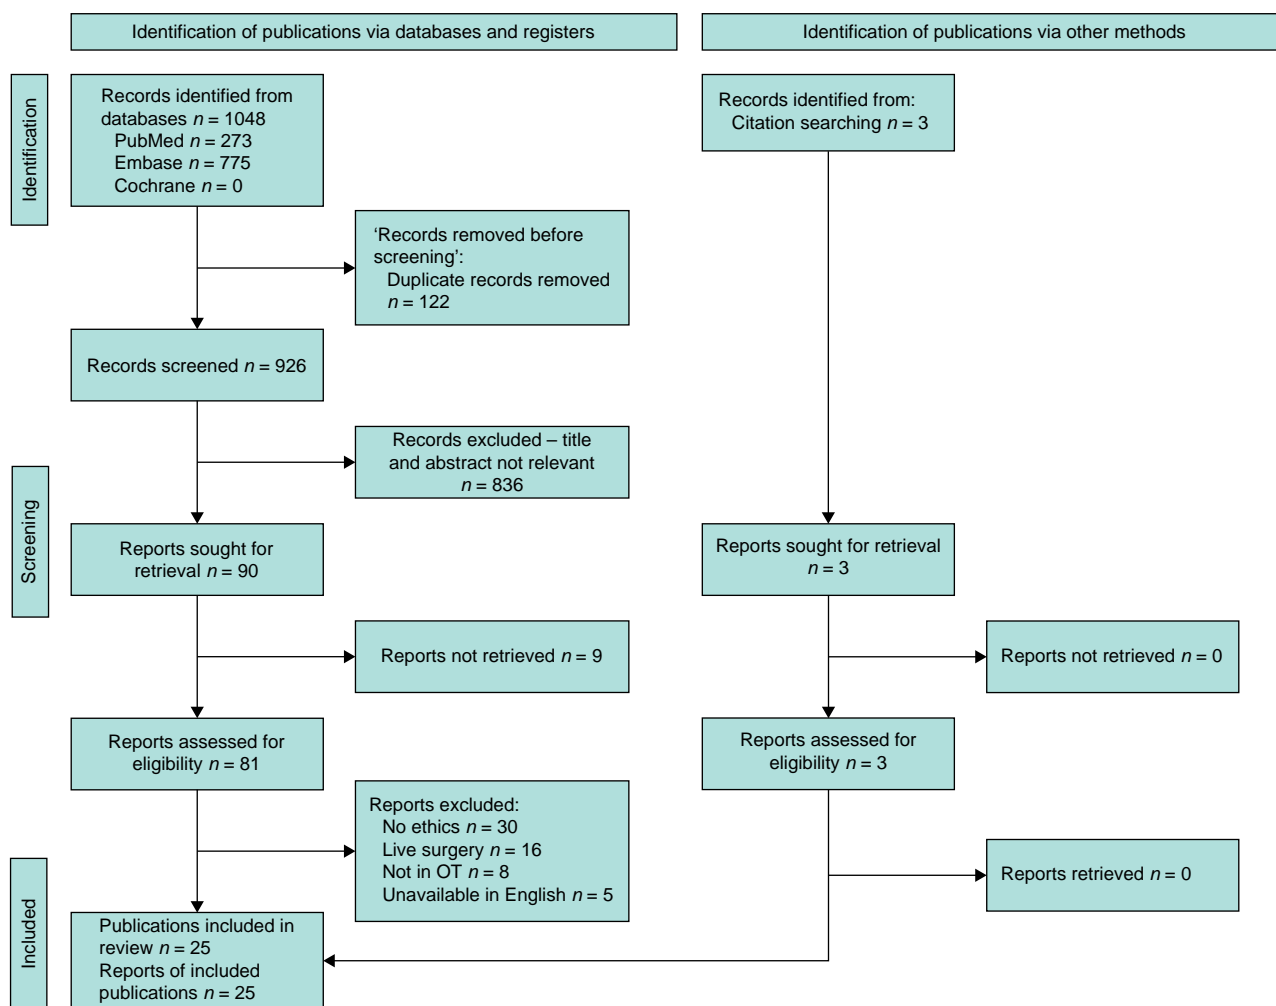 Identification of publications via databases and registers
Identification of publications via other methods
Identification
Records identified from
databases n = 1048
PubMed n = 273
Embase n = 775
Cochrane n = 0
Records identified from:
Citation searching n = 3
‘Records removed before
screening’:
Duplicate records removed
n = 122
Records screened n = 926
Records excluded – title
and abstract not relevant
n = 836
Screening
Reports sought for
retrieval n = 90
Reports sought for retrieval
n = 3
Reports not retrieved n = 9
Reports not retrieved n = 0
Reports assessed for
eligibility n = 81
Reports assessed for
eligibility n = 3
Reports excluded:
No ethics n = 30
Live surgery n = 16
Not in OT n = 8
Unavailable in English n = 5
Reports retrieved n = 0
Included
Publications included in
review n = 25
Reports of included
publications n = 25